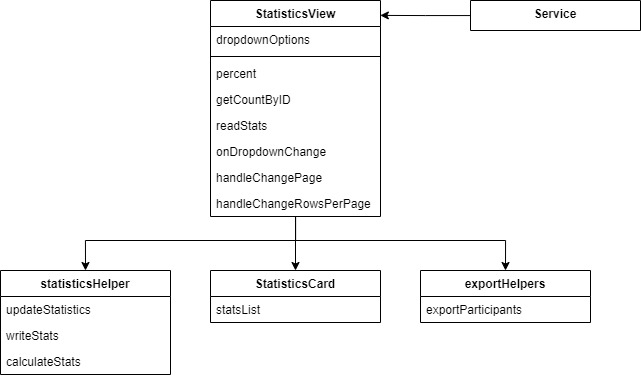 StatisticsView
Service
dropdownOptions
percent
getCountByID
readStats
onDropdownChange
handleChangePage
handleChangeRowsPerPage
statisticsHelper
updateStatistics
writeStats
calculateStats
StatisticsCard
statsList
exportHelpers
exportParticipants